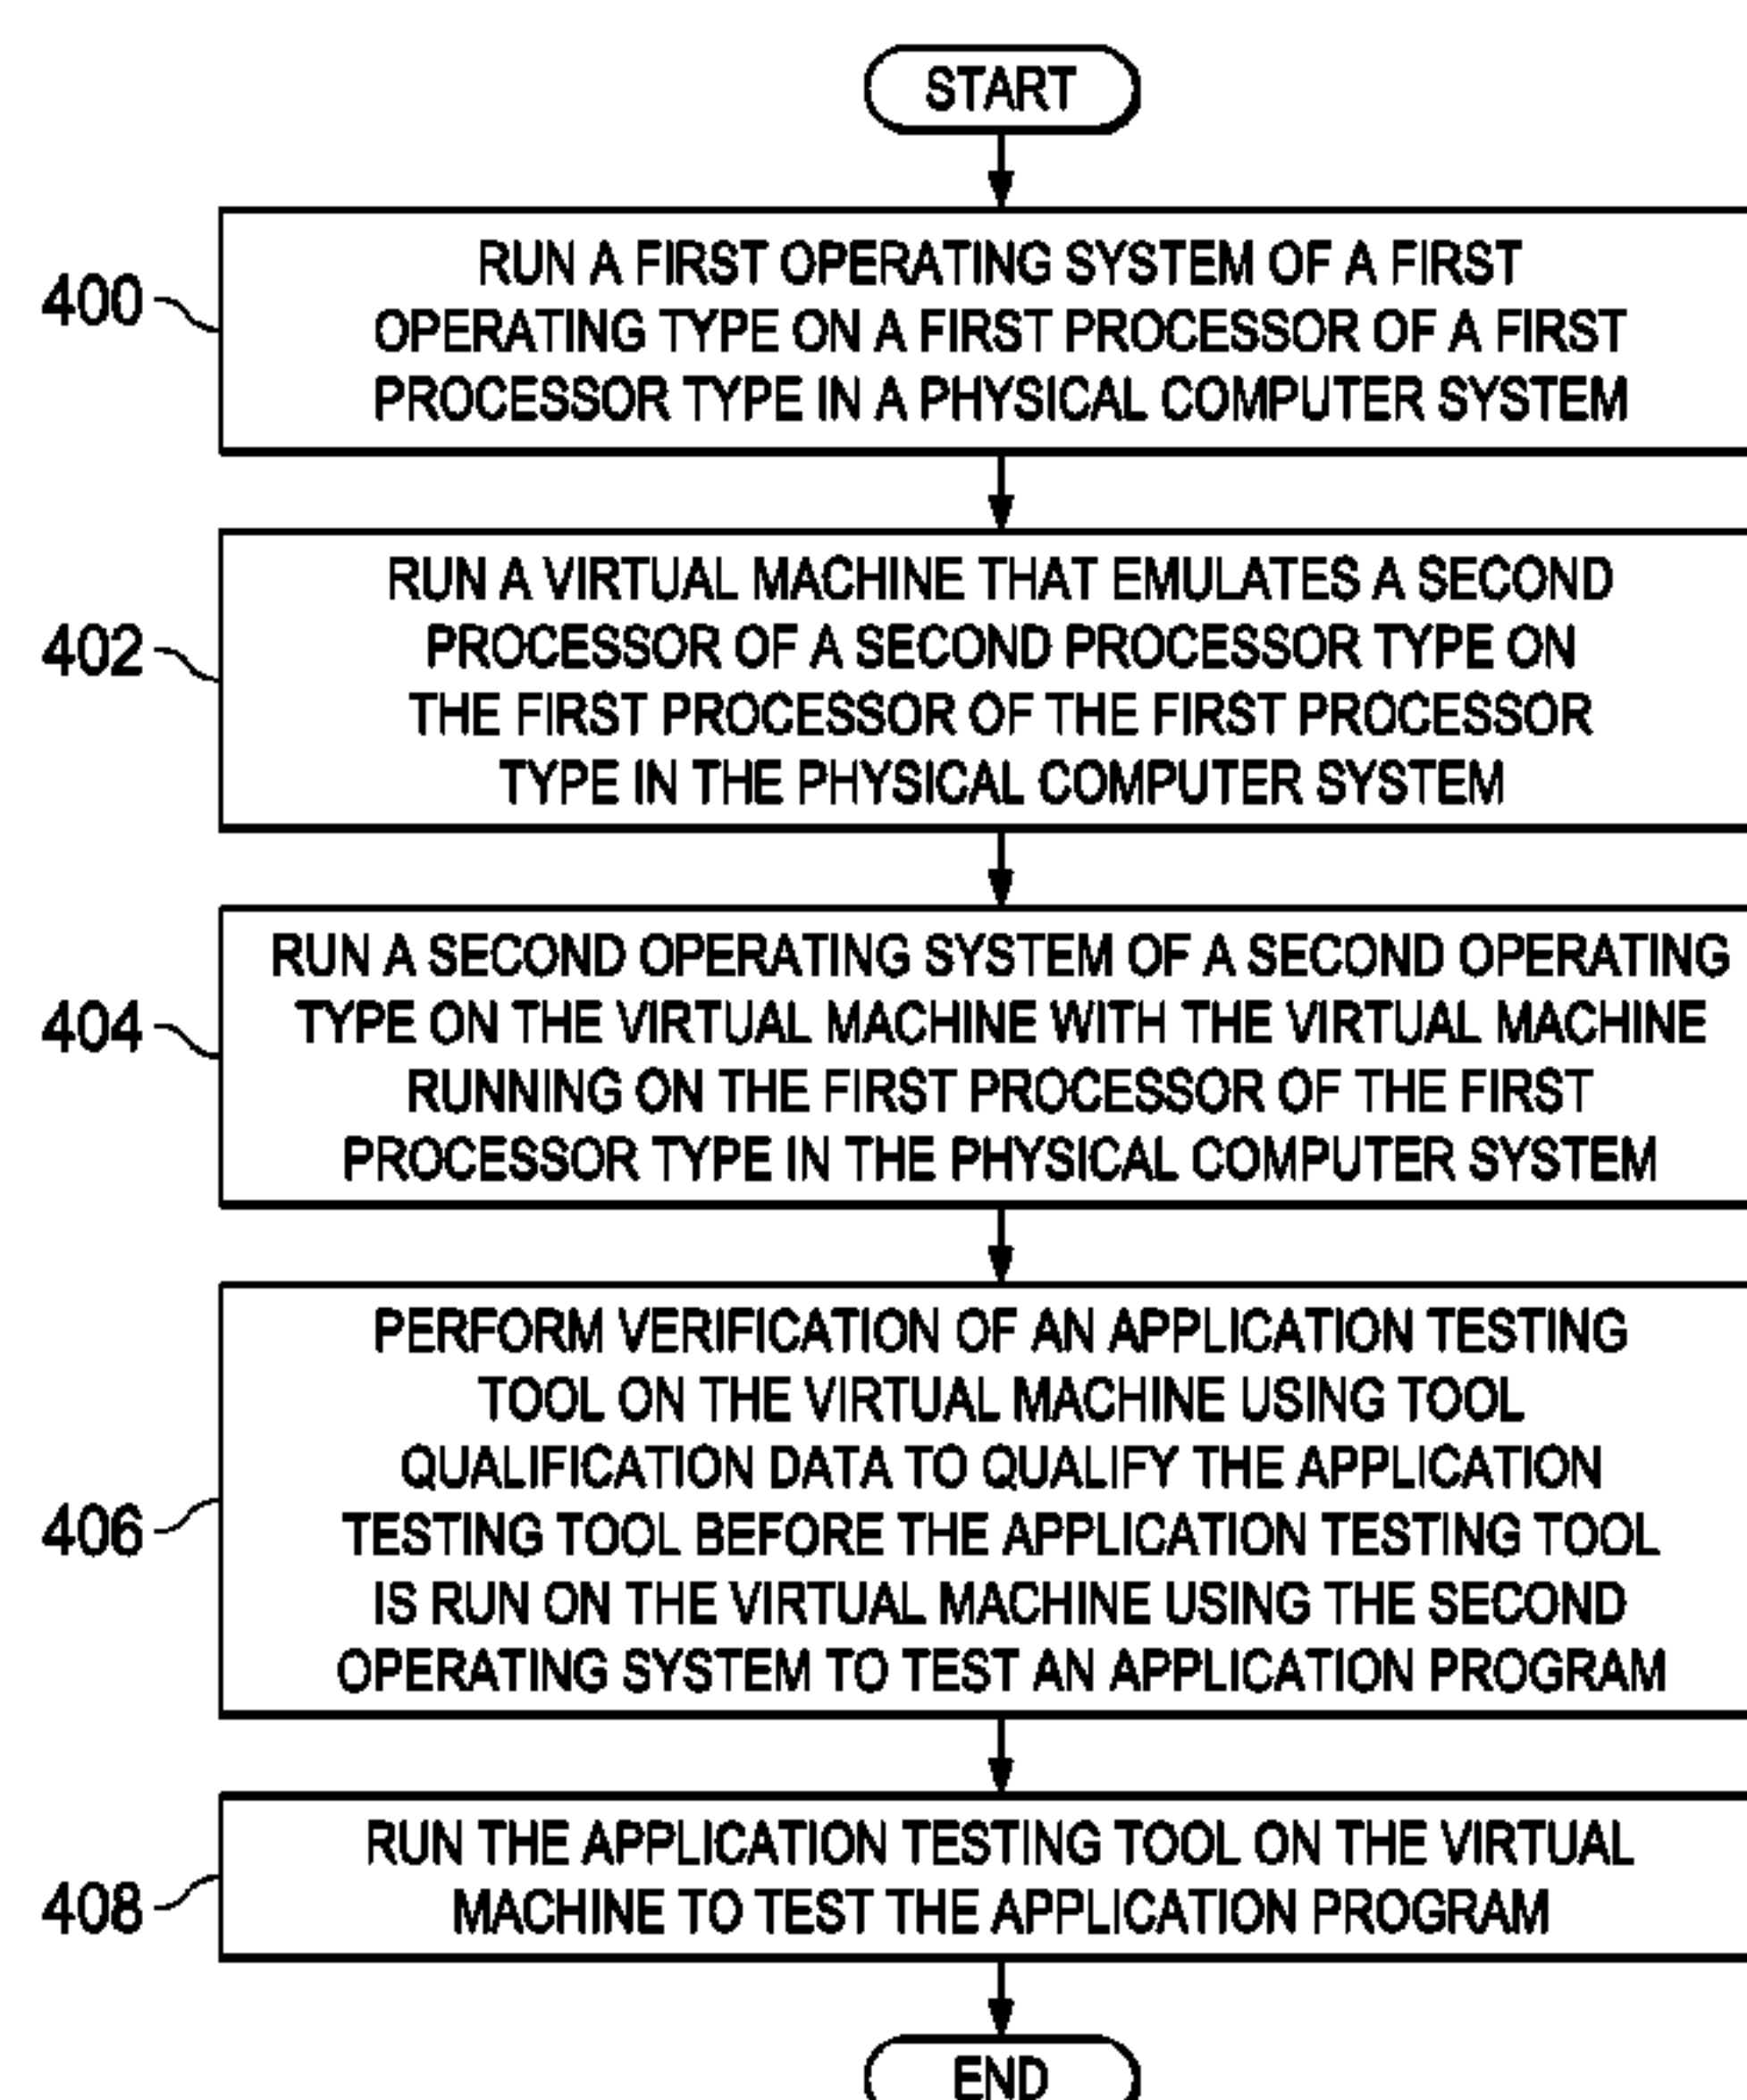 START
400
RUN A FIRST OPERATING SYSTEM OF A FIRST
OPERATING TYPE ON A FIRST PROCESSOR OF A FIRST
PROCESSOR TYPE IN A PHYSICAL COMPUTER SYSTEM
402
RUN A VIRTUAL MACHINE THAT EMULATES A SECOND
PROCESSOR OF A SECOND PROCESSOR TYPE ON
THE FIRST PROCESSOR OF THE FIRST PROCESSOR
TYPE IN THE PHYSICAL COMPUTER SYSTEM
404
RUN A SECOND OPERATING SYSTEM OF A SECOND OPERATING
TYPE ON THE VIRTUAL MACHINE WITH THE VIRTUAL MACHINE
RUNNING ON THE FIRST PROCESSOR OF THE FIRST
PROCESSOR TYPE IN THE PHYSICAL COMPUTER SYSTEM
406
PERFORM VERIFICATION OF AN APPLICATION TESTING
TOOL ON THE VIRTUAL MACHINE USING TOOL
QUALIFICATION DATA TO QUALIFY THE APPLICATION
TESTING TOOL BEFORE THE APPLICATION TESTING TOOL
IS RUN ON THE VIRTUAL MACHINE USING THE SECOND
OPERATING SYSTEM TO TEST AN APPLICATION PROGRAM
408
RUN THE APPLICATION TESTING TOOL ON THE VIRTUAL
MACHINE TO TEST THE APPLICATION PROGRAM
END